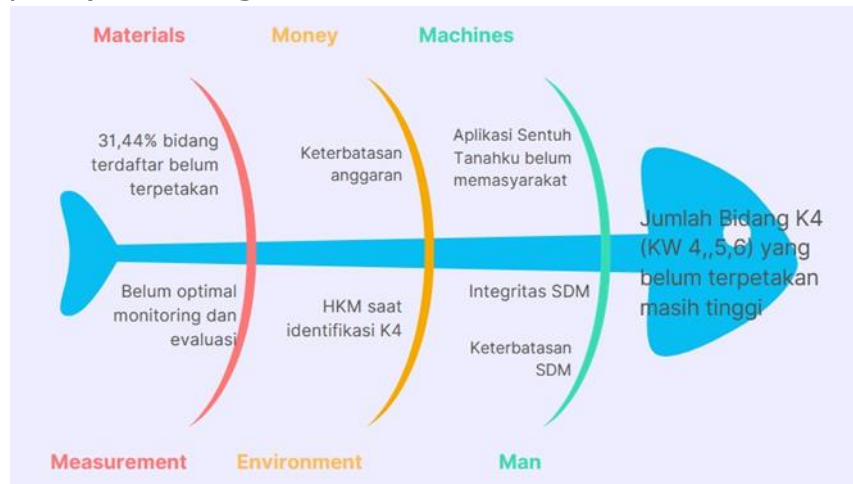 Materials
Money
Machines
31,44% bidang
terdaftar belum
terpetakan
Keterbatasan
anggaran
Aplikasi Sentuh
Tanahku belum
memasyarakat
Jumlah Bidang K4
(KW 4,,5,6) yang
belum terpetakan
masih tinggi
Belum optimal
monitoring dan
evaluasi
HKM saat
identifikasi K4
Integritas SDM
Keterbatasan
SDM
Measurement
Environment
Man